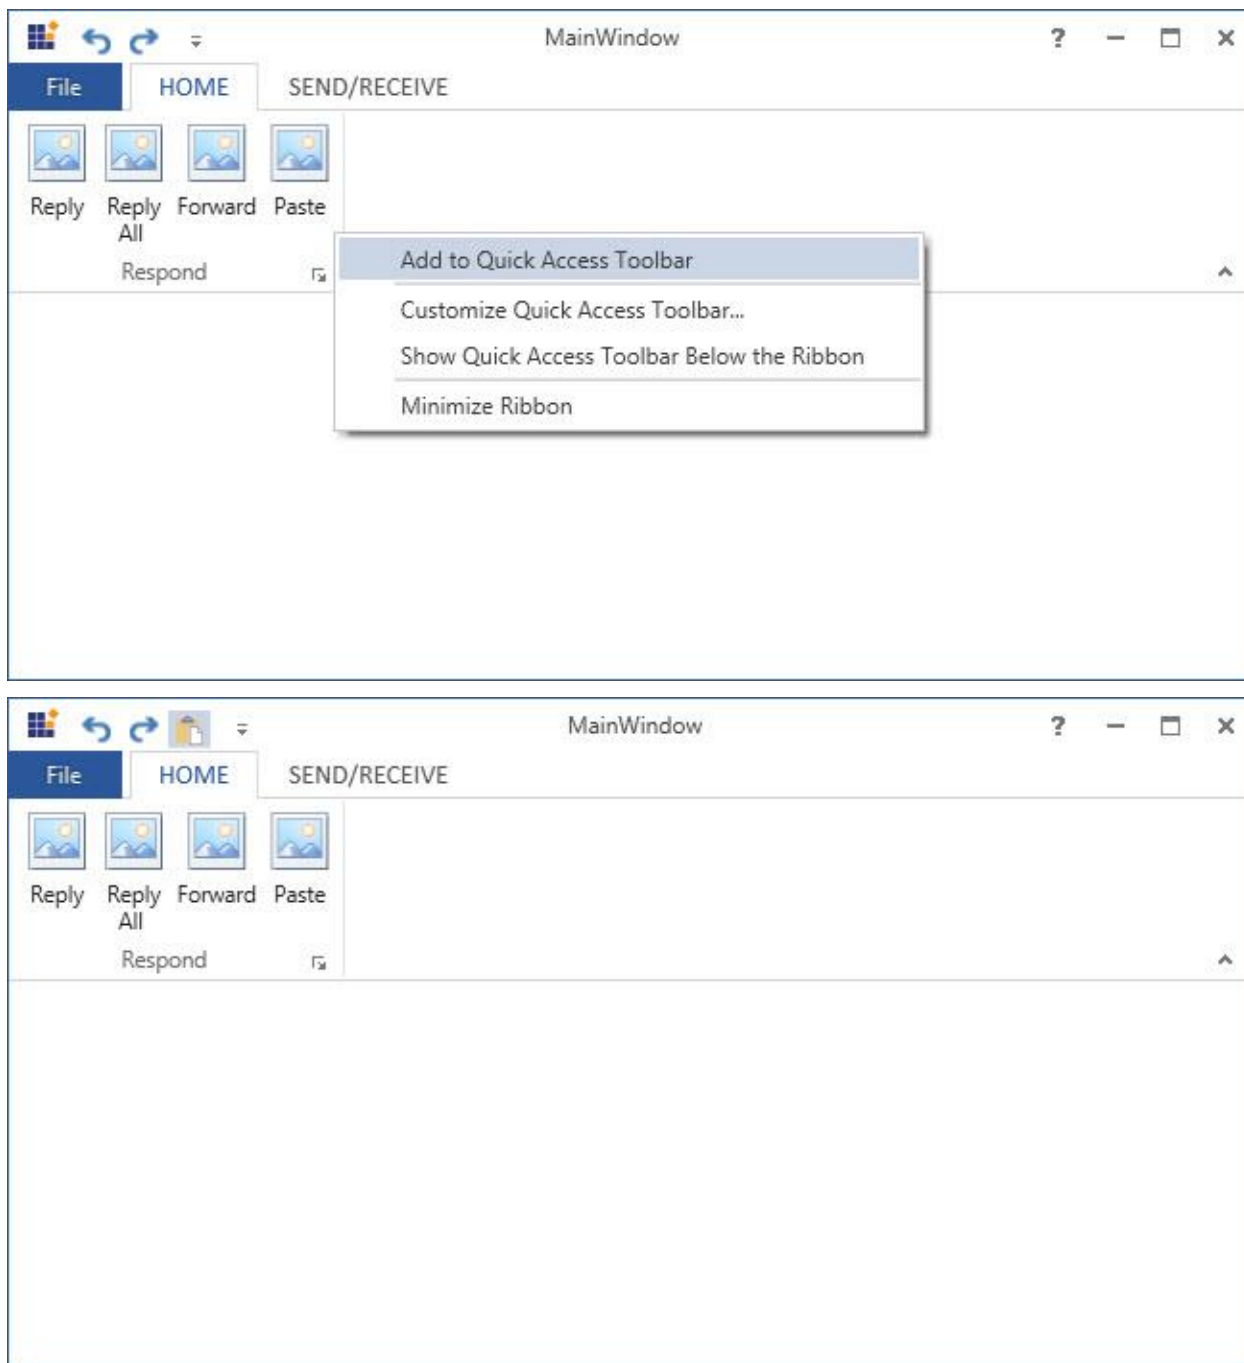 MainWindow ?
File HOME SEND/RECEIVE
Reply Reply All Forward Paste
Respond
Add to Quick Access Toolbar
Customize Quick Access Toolbar...
Show Quick Access Toolbar Below the Ribbon
Minimize Ribbon
MainWindow ?
File HOME SEND/RECEIVE
Reply Reply All Forward Paste
Respond